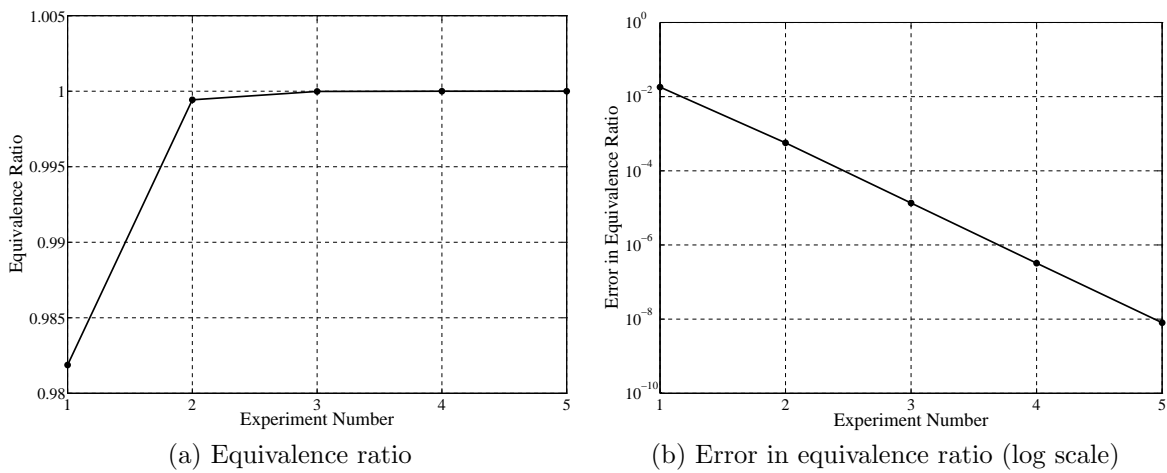 1.005
1
0.995
0.99
0.985
0.98
Equivalence Ratio
1 2 3 4 5
Experiment Number
(a) Equivalence ratio
10^0
10^-2
10^-4
10^-6
10^-8
10^-10
Error in Equivalence Ratio
1 2 3 4 5
Experiment Number
(b) Error in equivalence ratio (log scale)